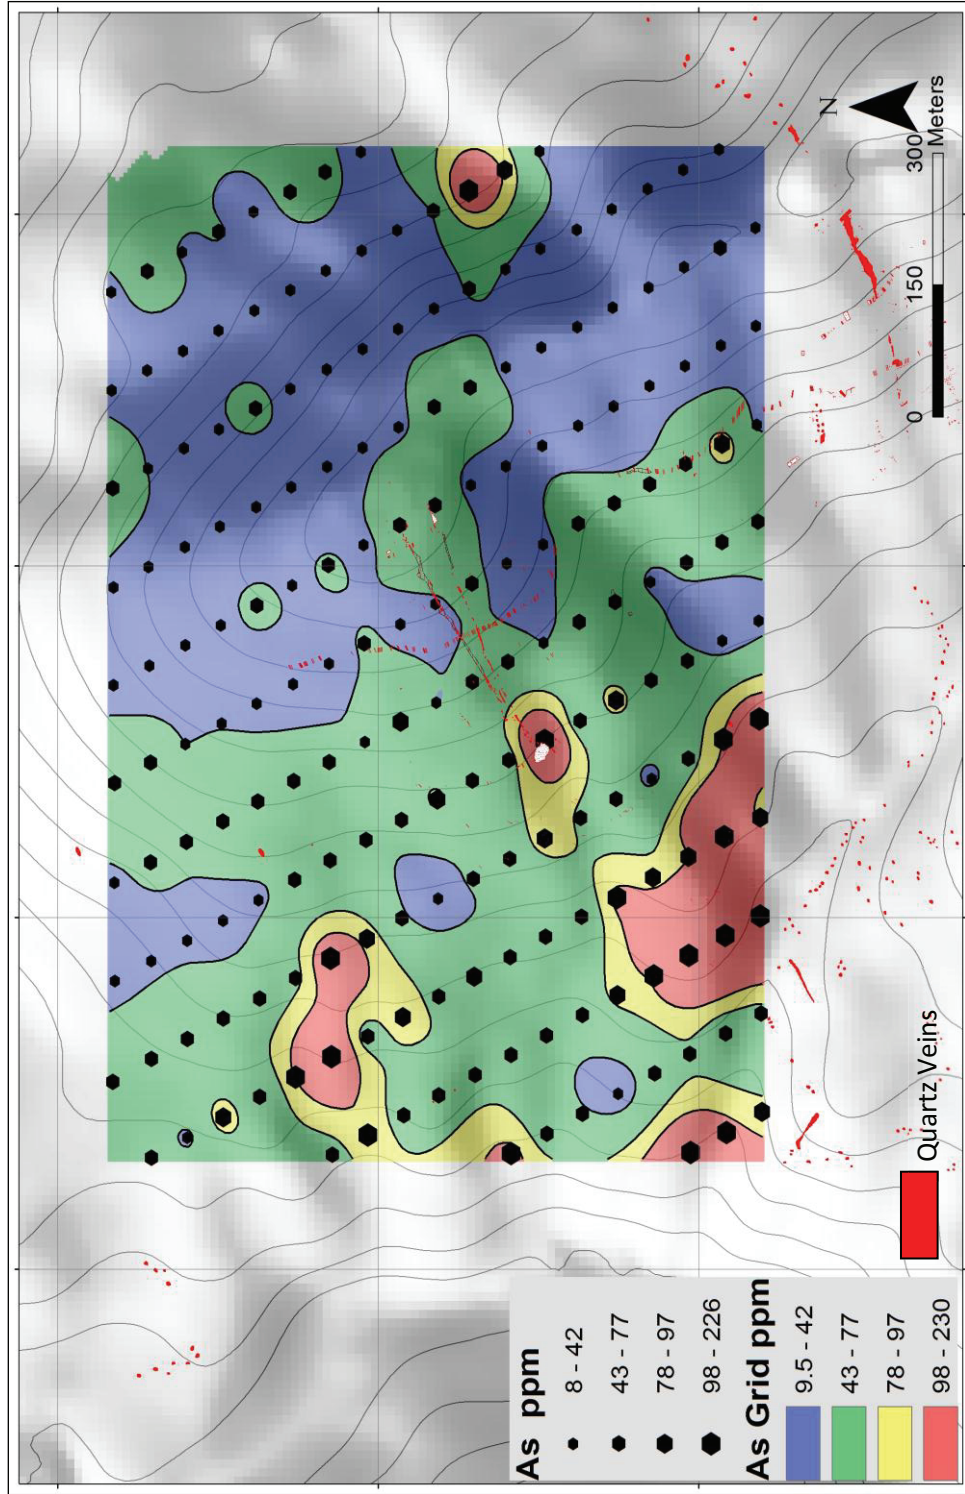 As ppm
8 - 42
43 - 77
78 - 97
98 - 226
As Grid ppm
9.5 - 42
43 - 77
78 - 97
98 - 230
Quartz Veins
N
0 150 300
Meters